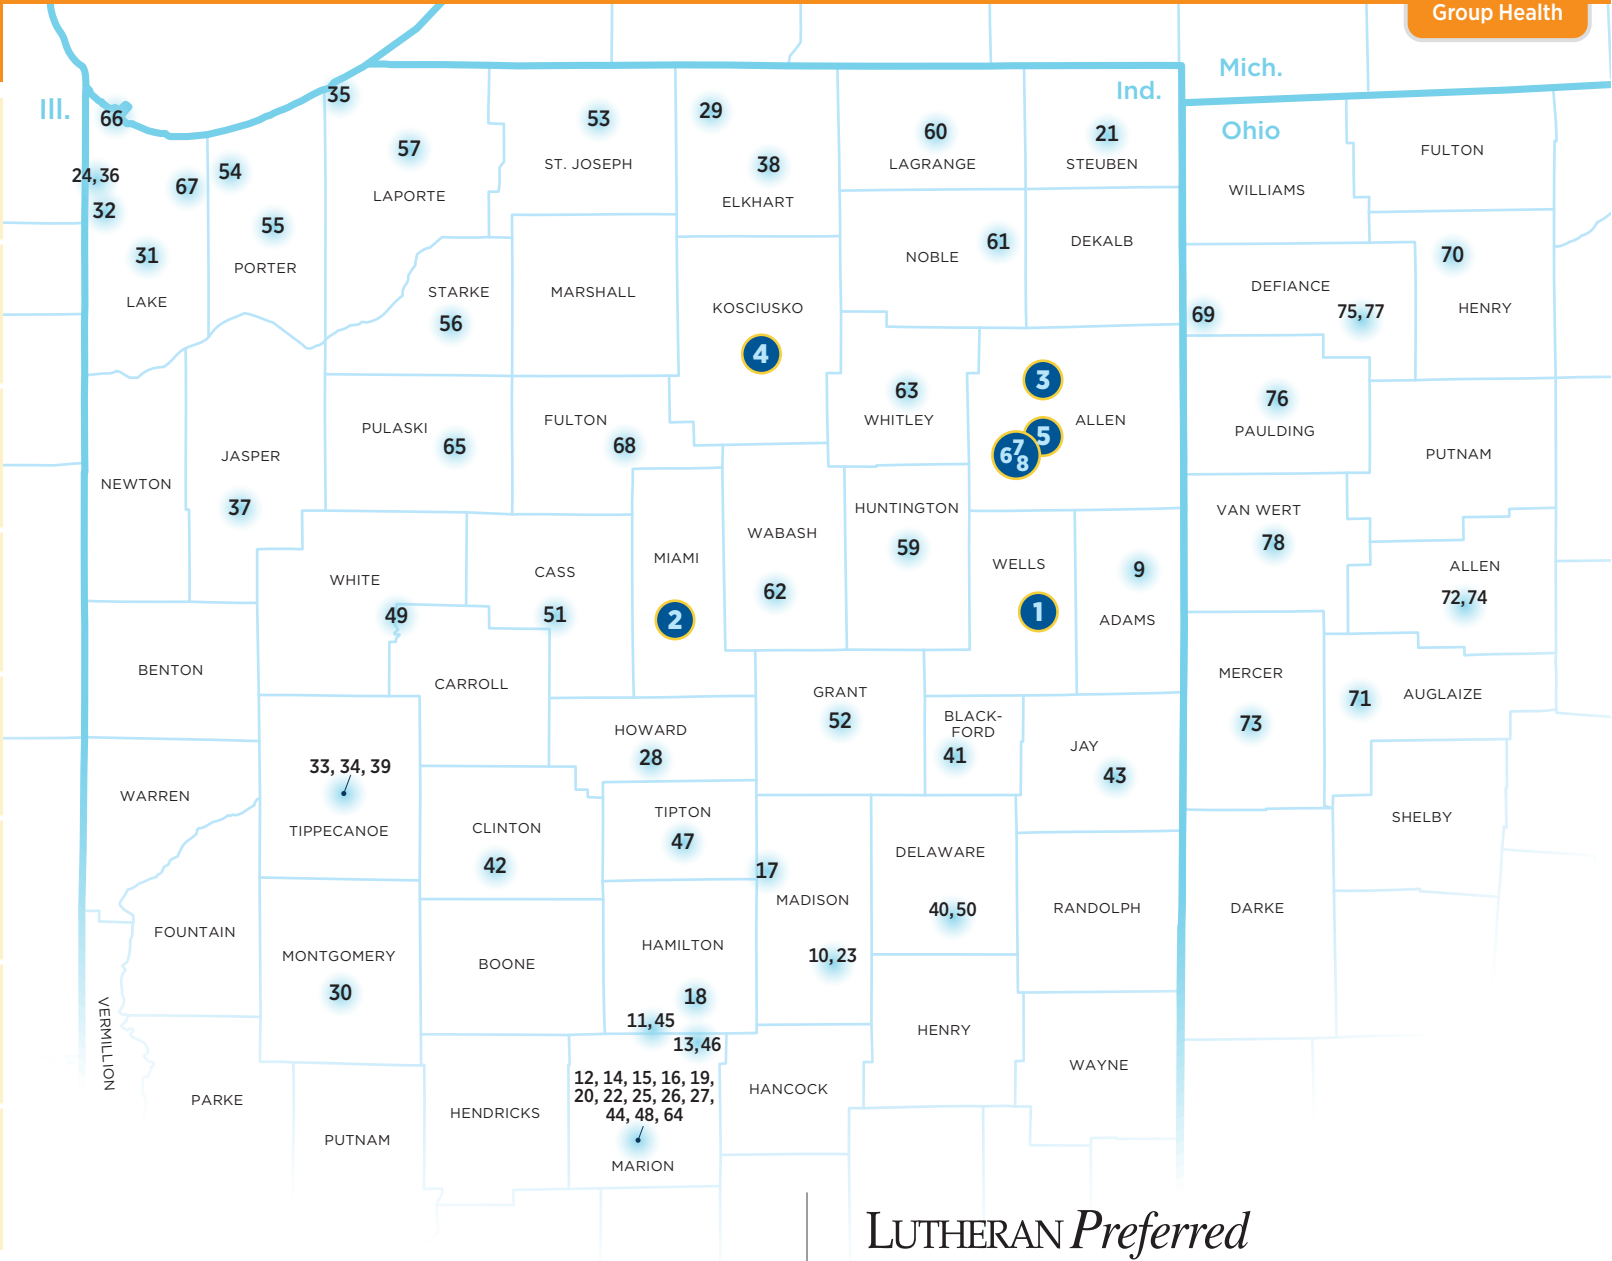 Group Health
Mich.
Ill.
Ind.
Ohio
35
66
53
29
60
21
57
38
ST. JOSEPH
LAGRANGE
STEUBEN
FULTON
24,36
67
54
LAPORTE
ELKHART
WILLIAMS
32
55
31
PORTER
61
NOBLE
DEKALB
70
LAKE
STARKE
56
MARSHALL
KOSCIUSKO
DEFIANCE
69
75,77
HENRY
4
3
63
WHITLEY
ALLEN
76
PAULDING
PULASKI
65
FULTON
68
5
6
7
8
JASPER
PUTNAM
NEWTON
37
HUNTINGTON
59
VAN WERT
78
WABASH
MIAMI
WELLS
9
ALLEN
72,74
WHITE
CASS
62
49
51
2
1
ADAMS
BENTON
CARROLL
GRANT
52
MERCER
73
71
AUGLAIZE
HOWARD
28
BLACK-
FORD
41
JAY
43
33, 34, 39
WARREN
TIPPECANOE
CLINTON
42
TIPTON
47
SHELBY
DELAWARE
17
MADISON
40,50
RANDOLPH
DARKE
FOUNTAIN
MONTGOMERY
30
BOONE
HAMILTON
10,23
18
11,45
13,46
HENRY
VERMILLION
WAYNE
12, 14, 15, 16, 19,
20, 22, 25, 26, 27,
44, 48, 64
HANCOCK
PARKE
HENDRICKS
PUTNAM
MARION
LUTHERAN Preferred